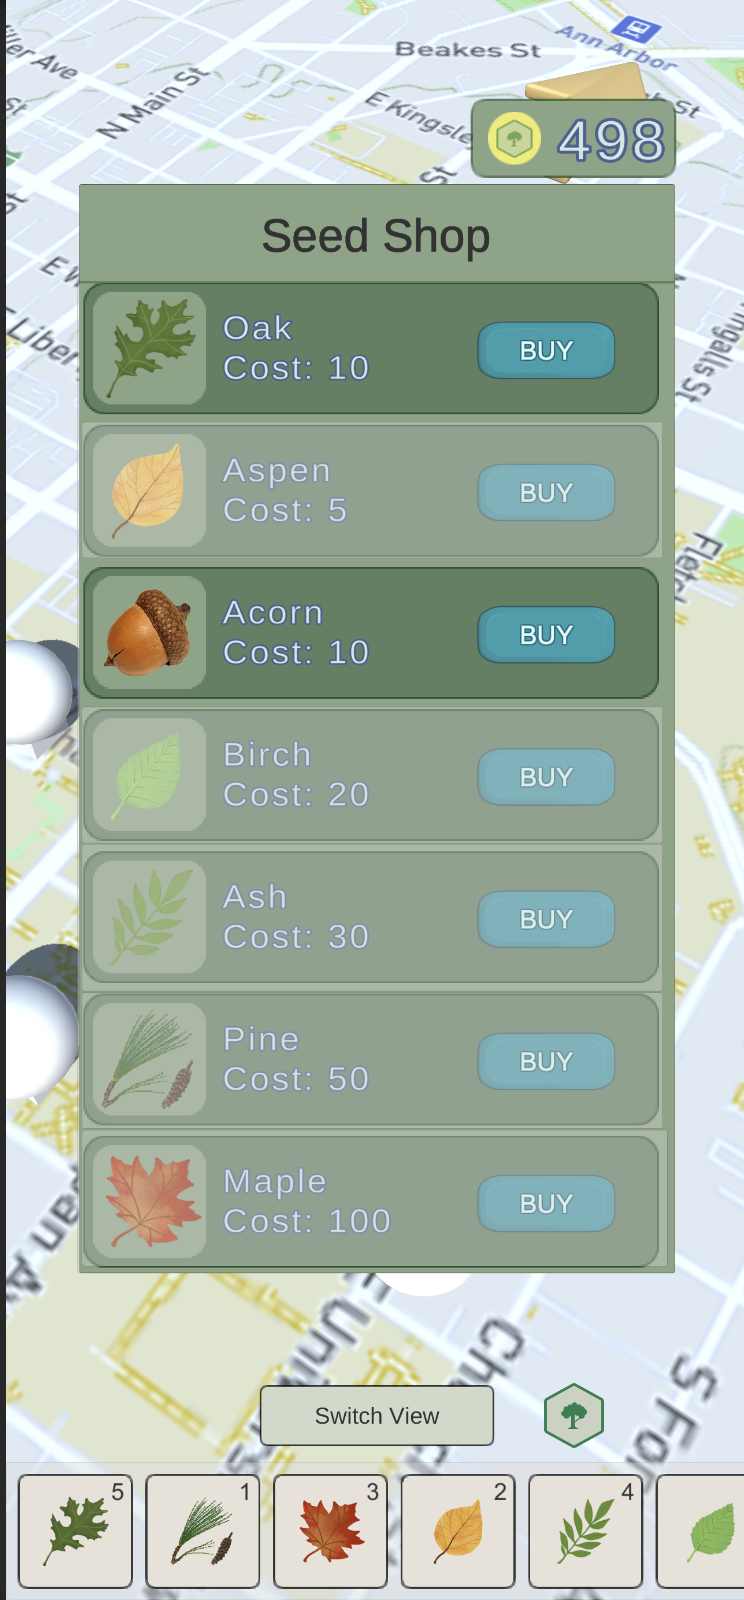 Beakes St
Ann Arbor
N Main St
E Kingsle
498
Seed Shop
Oak
Cost: 10
BUY
Aspen
Cost: 5
BUY
Acorn
Cost: 10
BUY
Birch
Cost: 20
BUY
Ash
Cost: 30
BUY
Pine
Cost: 50
BUY
Maple
Cost: 100
BUY
Switch View
5
1
3
2
4